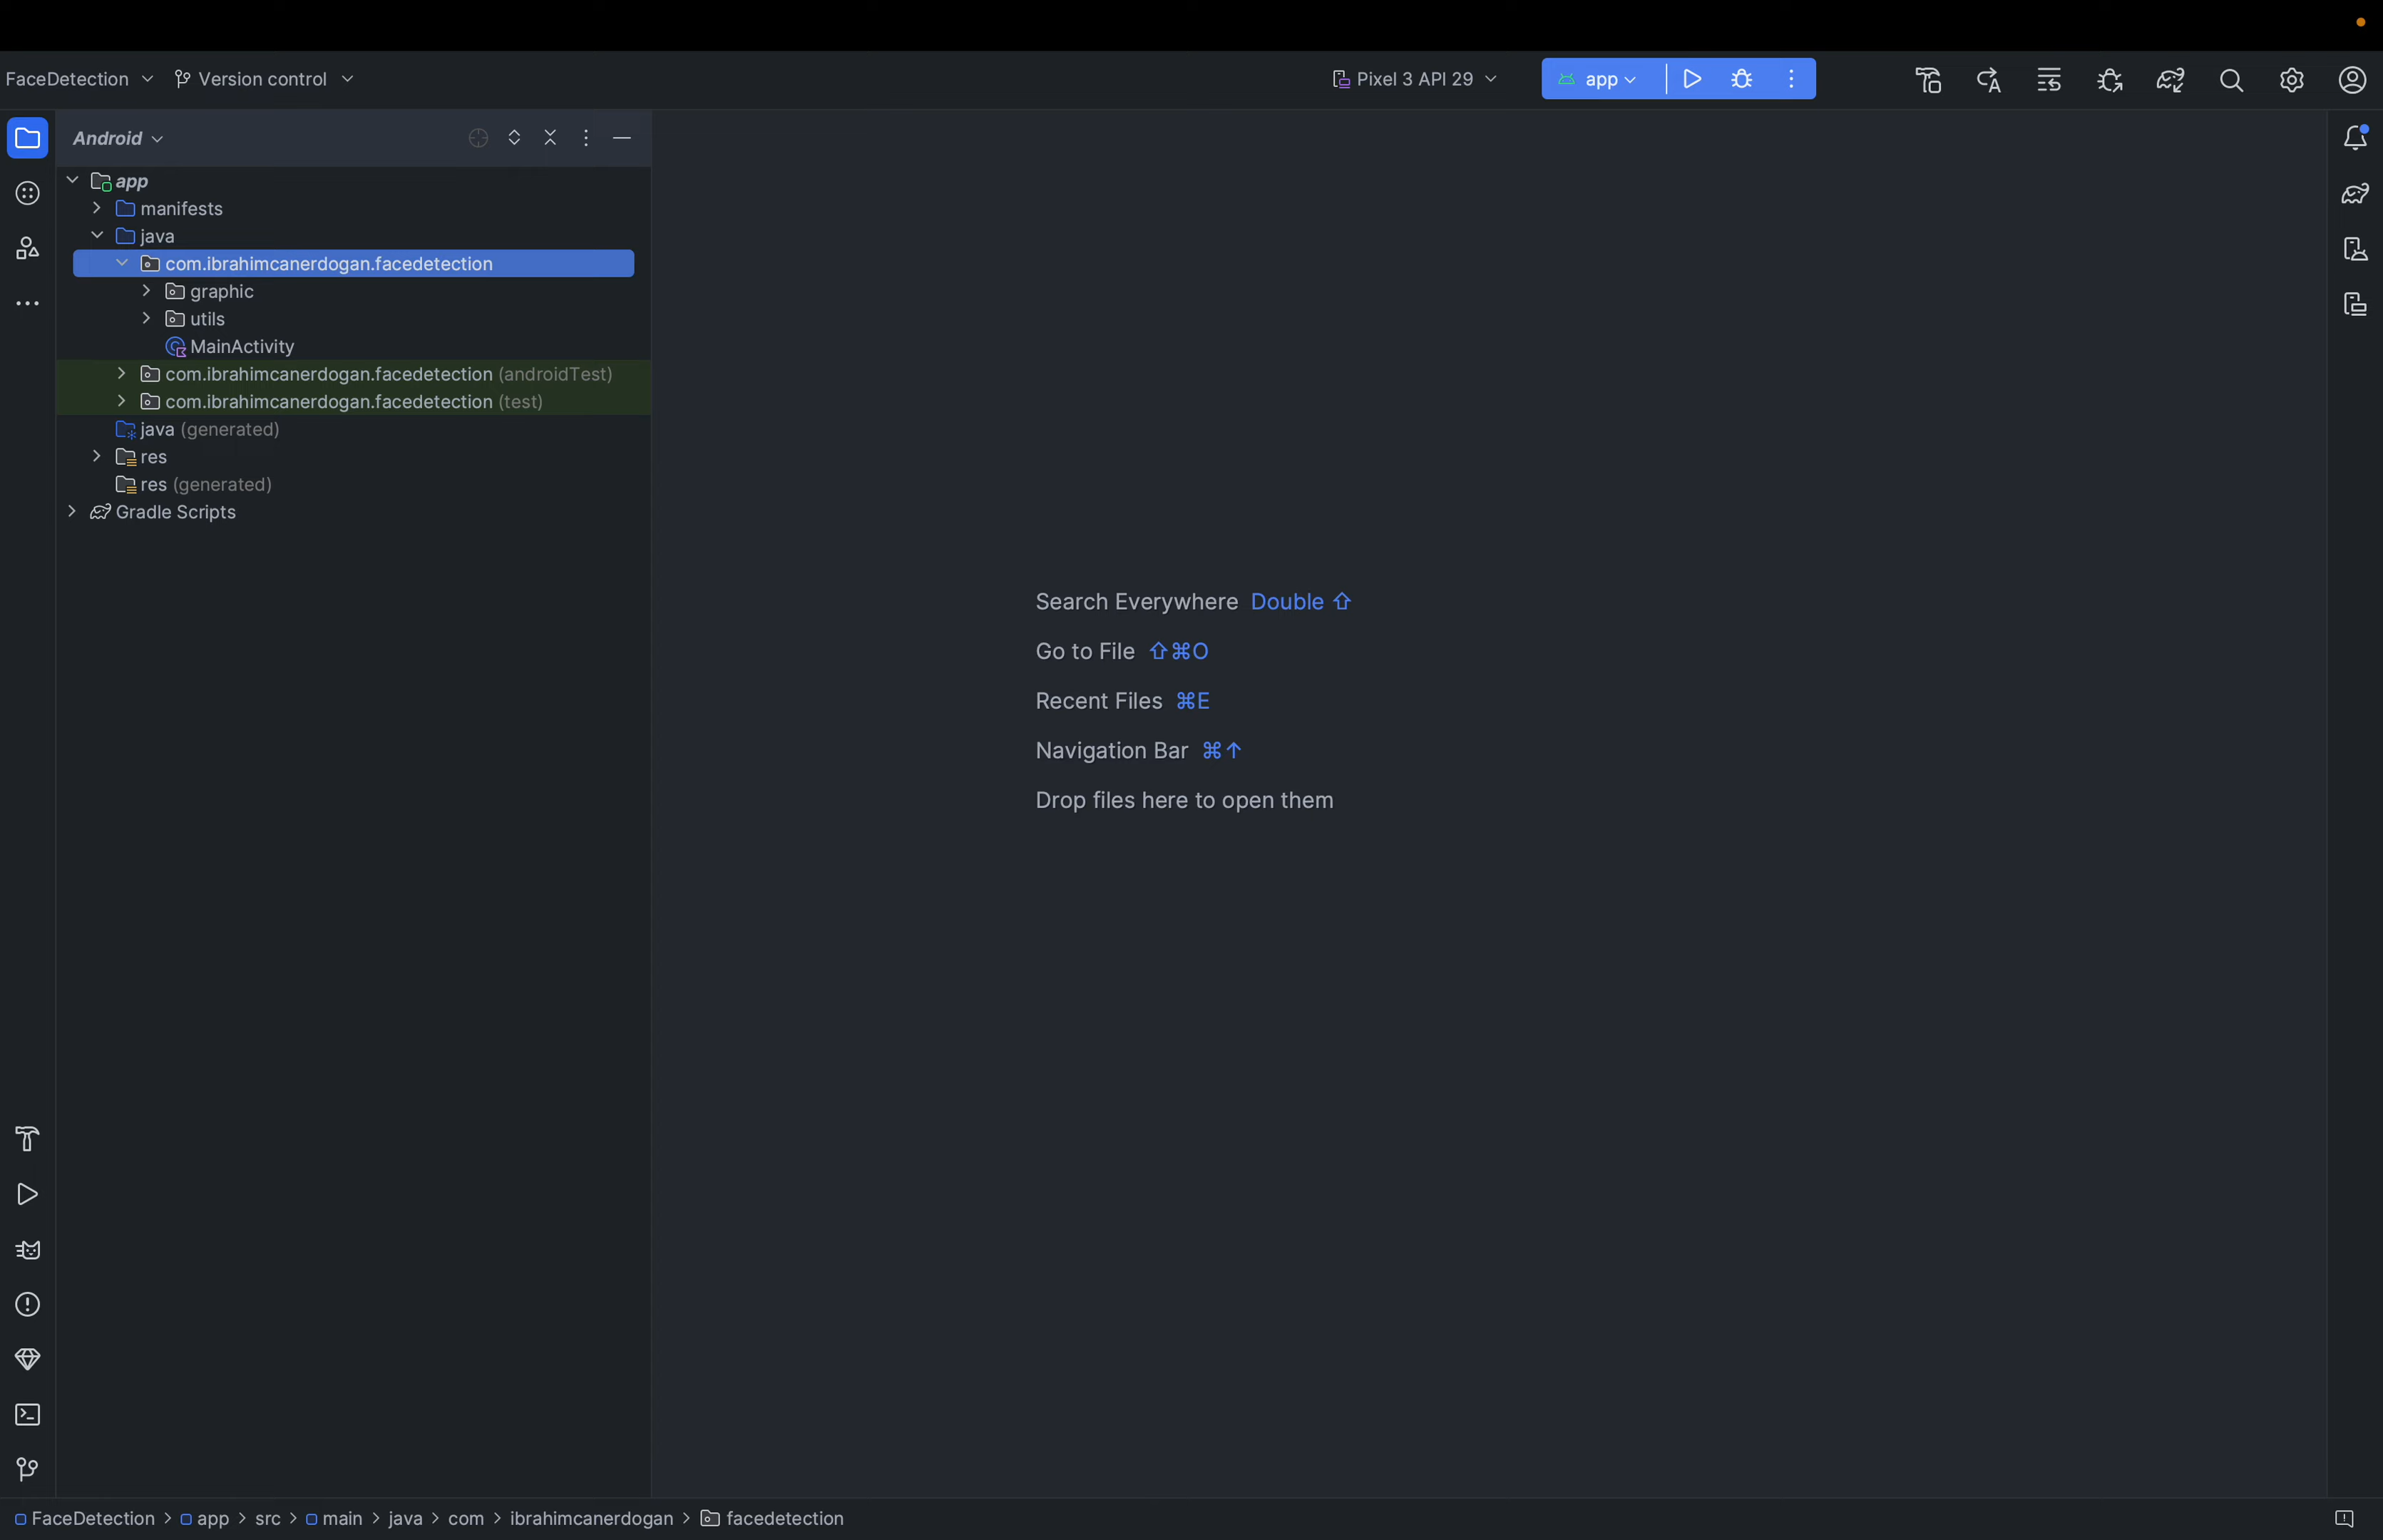 FaceDetection Version control Pixel 3 API 29 app
Android
app
manifests
java
com.ibrahimcanerdogan.facedetection
graphic
utils
MainActivity
com.ibrahimcanerdogan.facedetection (androidTest)
com.ibrahimcanerdogan.facedetection (test)
java (generated)
res
res (generated)
Gradle Scripts
Search Everywhere Double ⇧
Go to File ⇧⌘O
Recent Files ⌘E
Navigation Bar ⌘↑
Drop files here to open them
FaceDetection > app > src > main > java > com > ibrahimcanerdogan > facedetection